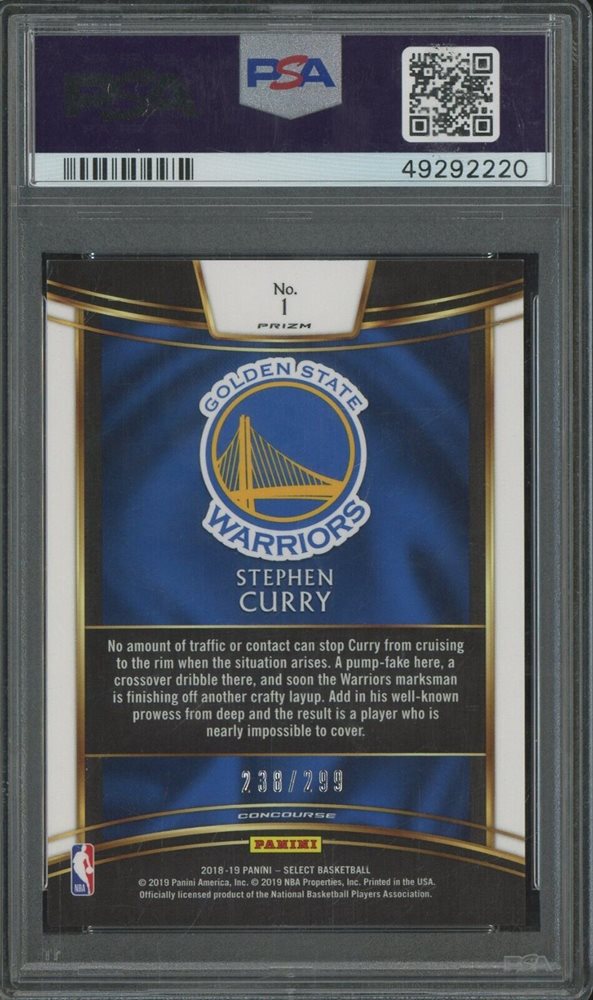 PSA
PSA
49292220
No.
1
PRIZM
GOLDEN STATE
WARRIORS
STEPHEN
CURRY
No amount of traffic or contact can stop Curry from cruising
to the rim when the situation arises. A pump-fake here, a
crossover dribble there, and soon the Warriors marksman
is finishing off another crafty layup. Add in his well-known
prowess from deep and the result is a player who is
nearly impossible to cover.
238/299
CONCOURSE
PANINI
2018-19 PANINI – SELECT BASKETBALL
© 2019 Panini America, Inc. © 2019 NBA Properties, Inc. Printed in the USA.
Officially licensed product of the National Basketball Players Association.
NBA
PSA